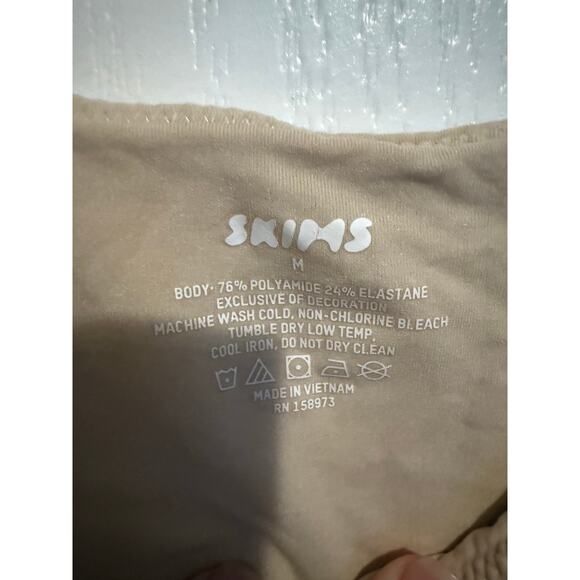 SKIMS
M
BODY: 76% POLYAMIDE 24% ELASTANE
EXCLUSIVE OF DECORATION
MACHINE WASH COLD, NON-CHLORINE BLEACH
TUMBLE DRY LOW TEMP,
COOL IRON, DO NOT DRY CLEAN
MADE IN VIETNAM
RN 158973